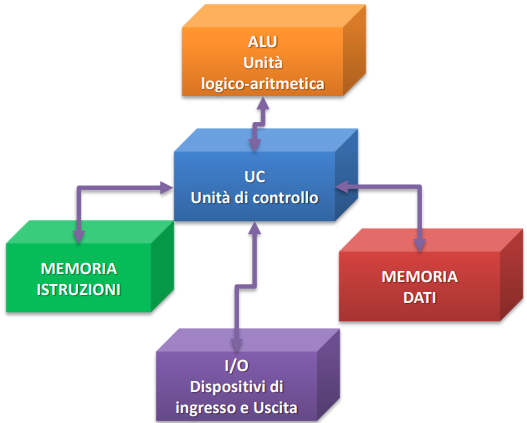 ALU
Unità
logico-aritmetica
UC
Unità di controllo
MEMORIA
ISTRUZIONI
MEMORIA
DATI
I/O
Dispositivi di
ingresso e Uscita